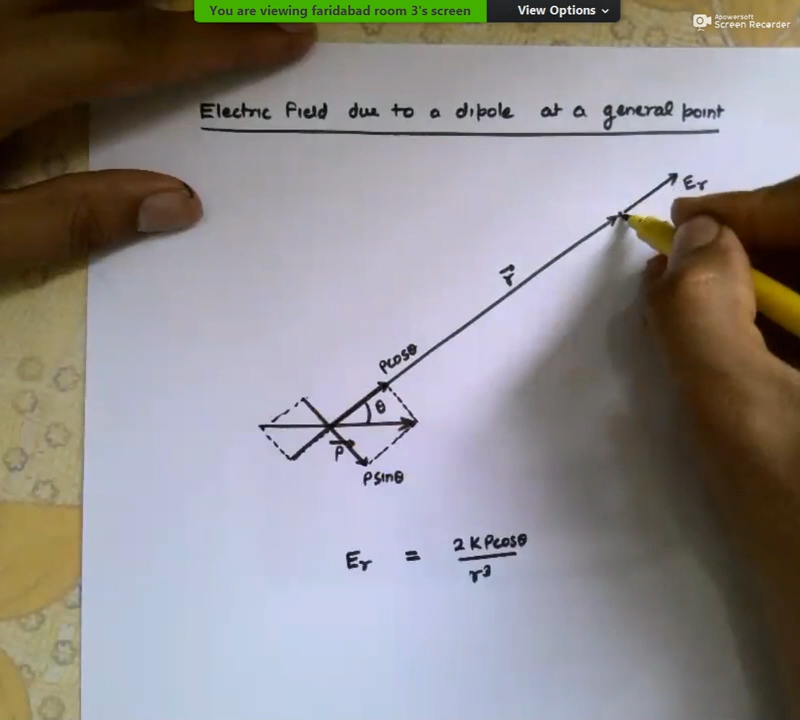 You are viewing faridabad room 3's screen
View Options
Apowersoft
Screen Recorder
Electric Field due to a dipole at a general point
Er
r
Pcosθ
θ
P
Psinθ
Er = 2KPcosθ
r3